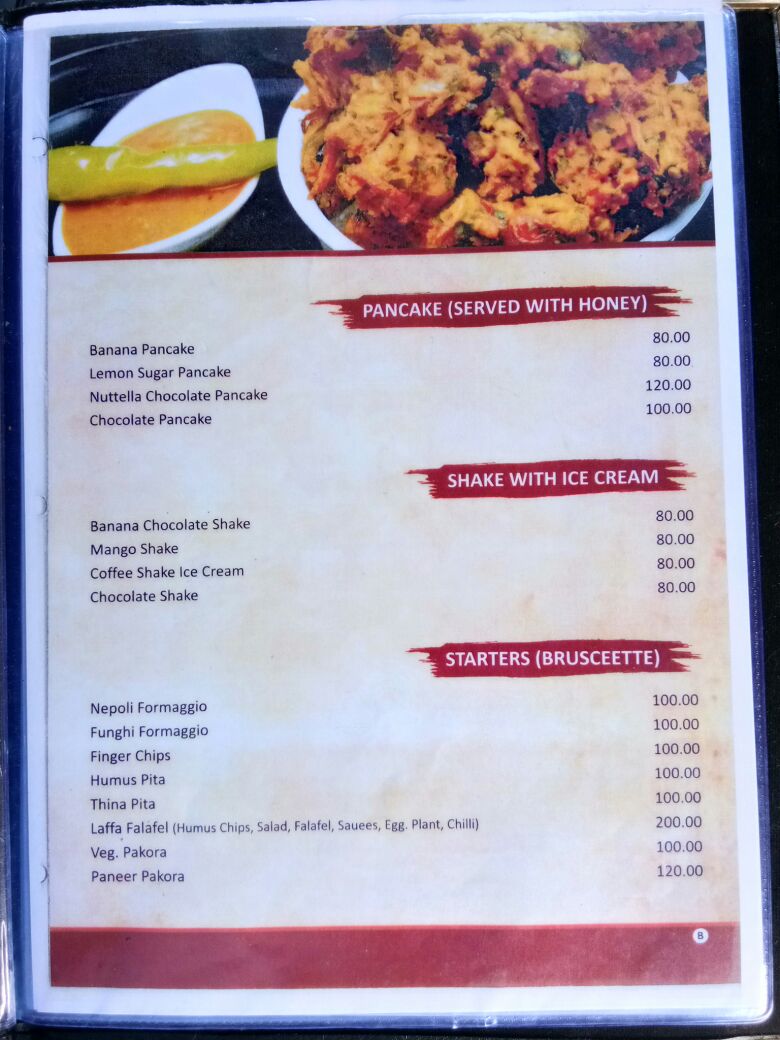 PANCAKE (SERVED WITH HONEY)
Banana Pancake 80.00
Lemon Sugar Pancake 80.00
Nuttella Chocolate Pancake 120.00
Chocolate Pancake 100.00
SHAKE WITH ICE CREAM
Banana Chocolate Shake 80.00
Mango Shake 80.00
Coffee Shake Ice Cream 80.00
Chocolate Shake 80.00
STARTERS (BRUSCEETTE)
Nepoli Formaggio 100.00
Funghi Formaggio 100.00
Finger Chips 100.00
Humus Pita 100.00
Thina Pita 100.00
Laffa Falafel (Humus Chips, Salad, Falafel, Sauees, Egg. Plant, Chilli) 200.00
Veg. Pakora 100.00
Paneer Pakora 120.00
8